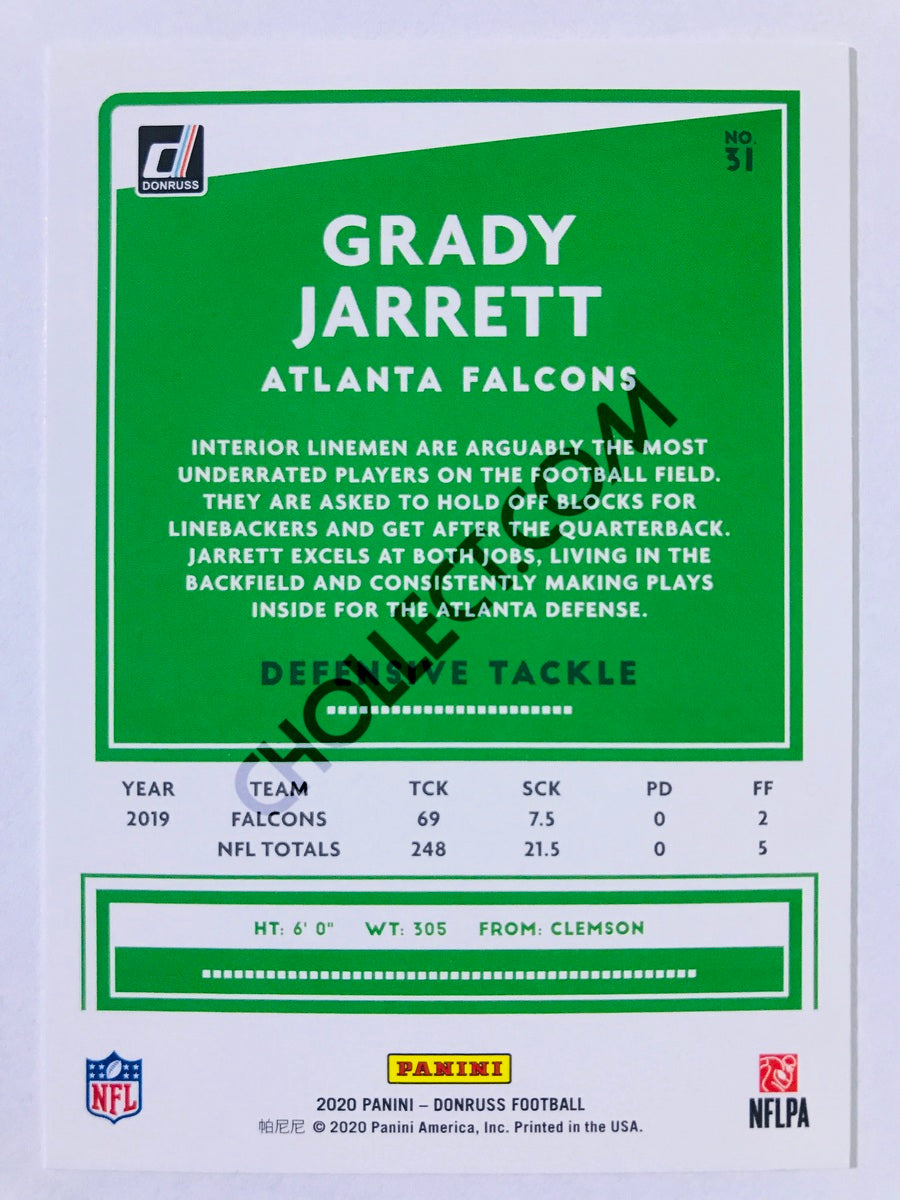 DONRUSS
NO.
31
GRADY
JARRETT
ATLANTA FALCONS
INTERIOR LINEMEN ARE ARGUABLY THE MOST
UNDERRATED PLAYERS ON THE FOOTBALL FIELD.
THEY ARE ASKED TO HOLD OFF BLOCKS FOR
LINEBACKERS AND GET AFTER THE QUARTERBACK.
JARRETT EXCELS AT BOTH JOBS, LIVING IN THE
BACKFIELD AND CONSISTENTLY MAKING PLAYS
INSIDE FOR THE ATLANTA DEFENSE.
DEFENSIVE TACKLE
CHOLLECT.COM
YEAR TEAM TCK SCK PD FF
2019 FALCONS 69 7.5 0 2
NFL TOTALS 248 21.5 0 5
HT: 6' 0" WT: 305 FROM: CLEMSON
NFL
PANINI
NFLPA
2020 PANINI – DONRUSS FOOTBALL
帕尼尼 © 2020 Panini America, Inc. Printed in the USA.